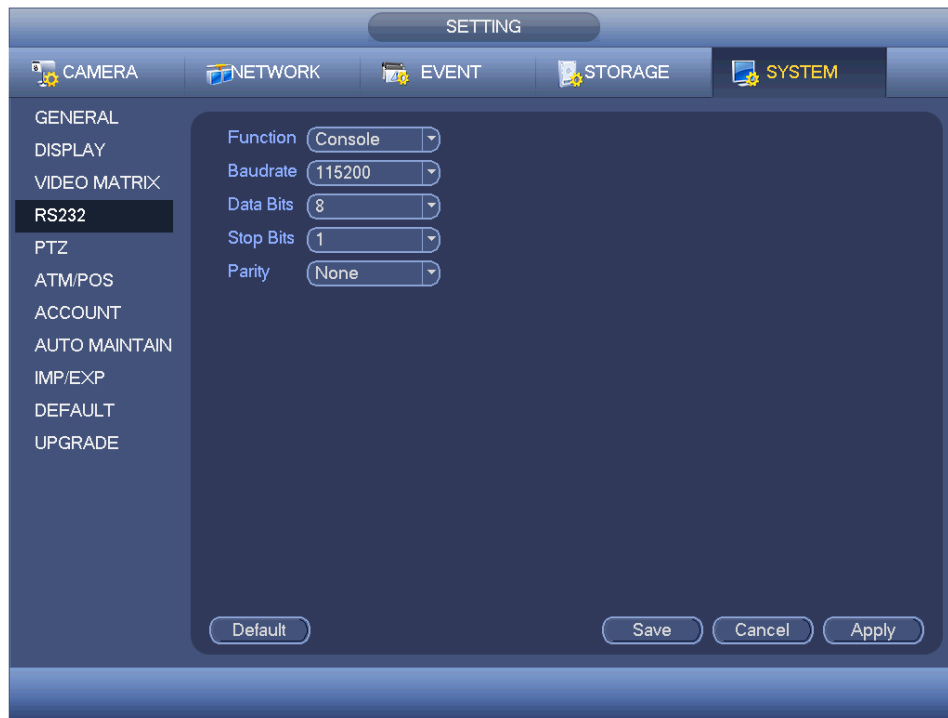 SETTING
CAMERA NETWORK EVENT STORAGE SYSTEM
GENERAL
DISPLAY
VIDEO MATRIX
RS232
PTZ
ATM/POS
ACCOUNT
AUTO MAINTAIN
IMP/EXP
DEFAULT
UPGRADE
Function Console
Baudrate 115200
Data Bits 8
Stop Bits 1
Parity None
Default Save Cancel Apply